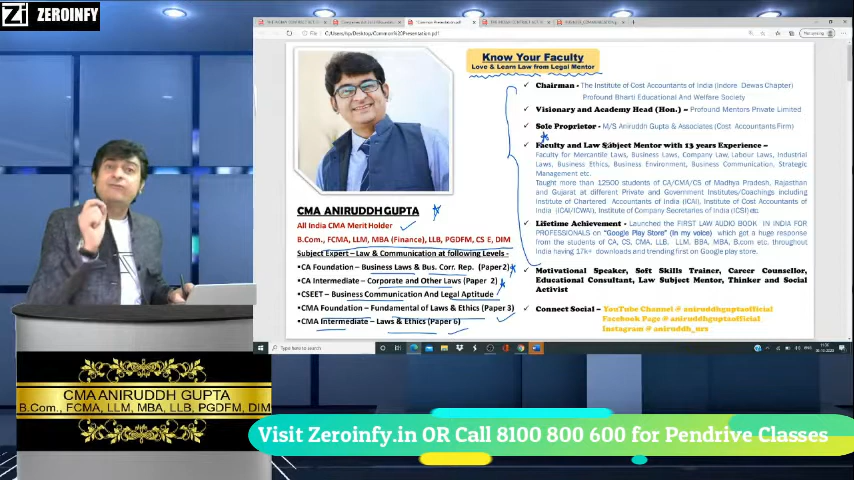 ZEROINFY
Know Your Faculty
Love & Learn Law from Legal Mentor
✓ Chairman - The Institute of Cost Accountants of India (Indore Dewas Chapter)
Profound Bharti Educational And Welfare Society
✓ Visionary and Academy Head (Hon.) – Profound Mentors Private Limited
✓ Sole Proprietor - M/S Aniruddh Gupta & Associates (Cost Accountants Firm)
✓ Faculty and Law Subject Mentor with 13 years Experience –
Faculty for Mercantile Laws, Business Laws, Company Law, Labour Laws, Industrial
Laws, Business Ethics, Business Environment, Business Communication, Strategic
Management etc.
Taught more than 12500 students of CA/CMA/CS of Madhya Pradesh, Rajasthan
and Gujarat at different Private and Government Institutes/Coachings including
Institute of Chartered Accountants of India (ICAI), Institute of Cost Accountants of
India (ICAI/ICWAI), Institute of Company Secretaries of India (ICSI) etc.
✓ Lifetime Achievement - Launched the FIRST LAW AUDIO BOOK IN INDIA FOR
PROFESSIONALS on "Google Play Store" (In my voice) which got a huge response
from the students of CA, CS, CMA, LLB, LLM, BBA, MBA, B.com etc. throughout
India having 17k+ downloads and trending first on Google play store.
✓ Motivational Speaker, Soft Skills Trainer, Career Counsellor,
Educational Consultant, Law Subject Mentor, Thinker and Social
Activist
✓ Connect Social – YouTube Channel @ aniruddhguptaofficial
Facebook Page @ aniruddhguptaofficial
Instagram @ aniruddh_urs
CMA ANIRUDDH GUPTA
All India CMA Merit Holder
B.Com., FCMA, LLM, MBA (Finance), LLB, PGDFM, CS E, DIM
Subject Expert – Law & Communication at following Levels -
•CA Foundation – Business Laws & Bus. Corr. Rep. (Paper2)
•CA Intermediate – Corporate and Other Laws (Paper 2)
•CSEET – Business Communication And Legal Aptitude
•CMA Foundation – Fundamental of Laws & Ethics (Paper 3)
•CMA Intermediate – Laws & Ethics (Paper 6)
Type here to search
CMA ANIRUDDH GUPTA
B.Com., FCMA, LLM, MBA, LLB, PGDFM, DIM
Visit Zeroinfy.in OR Call 8100 800 600 for Pendrive Classes